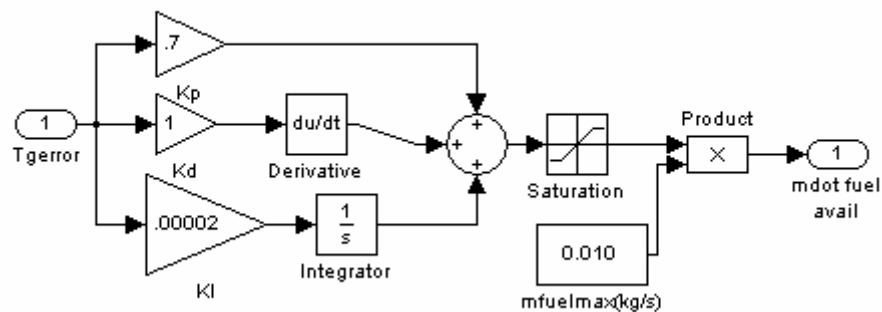 .7
Kp
1
Tgerror
1
Kd
du/dt
Derivative
.00002
KI
1
s
Integrator
+
+
+
Saturation
Product
×
0.010
mfuelmax(kg/s)
1
mdot fuel
avail